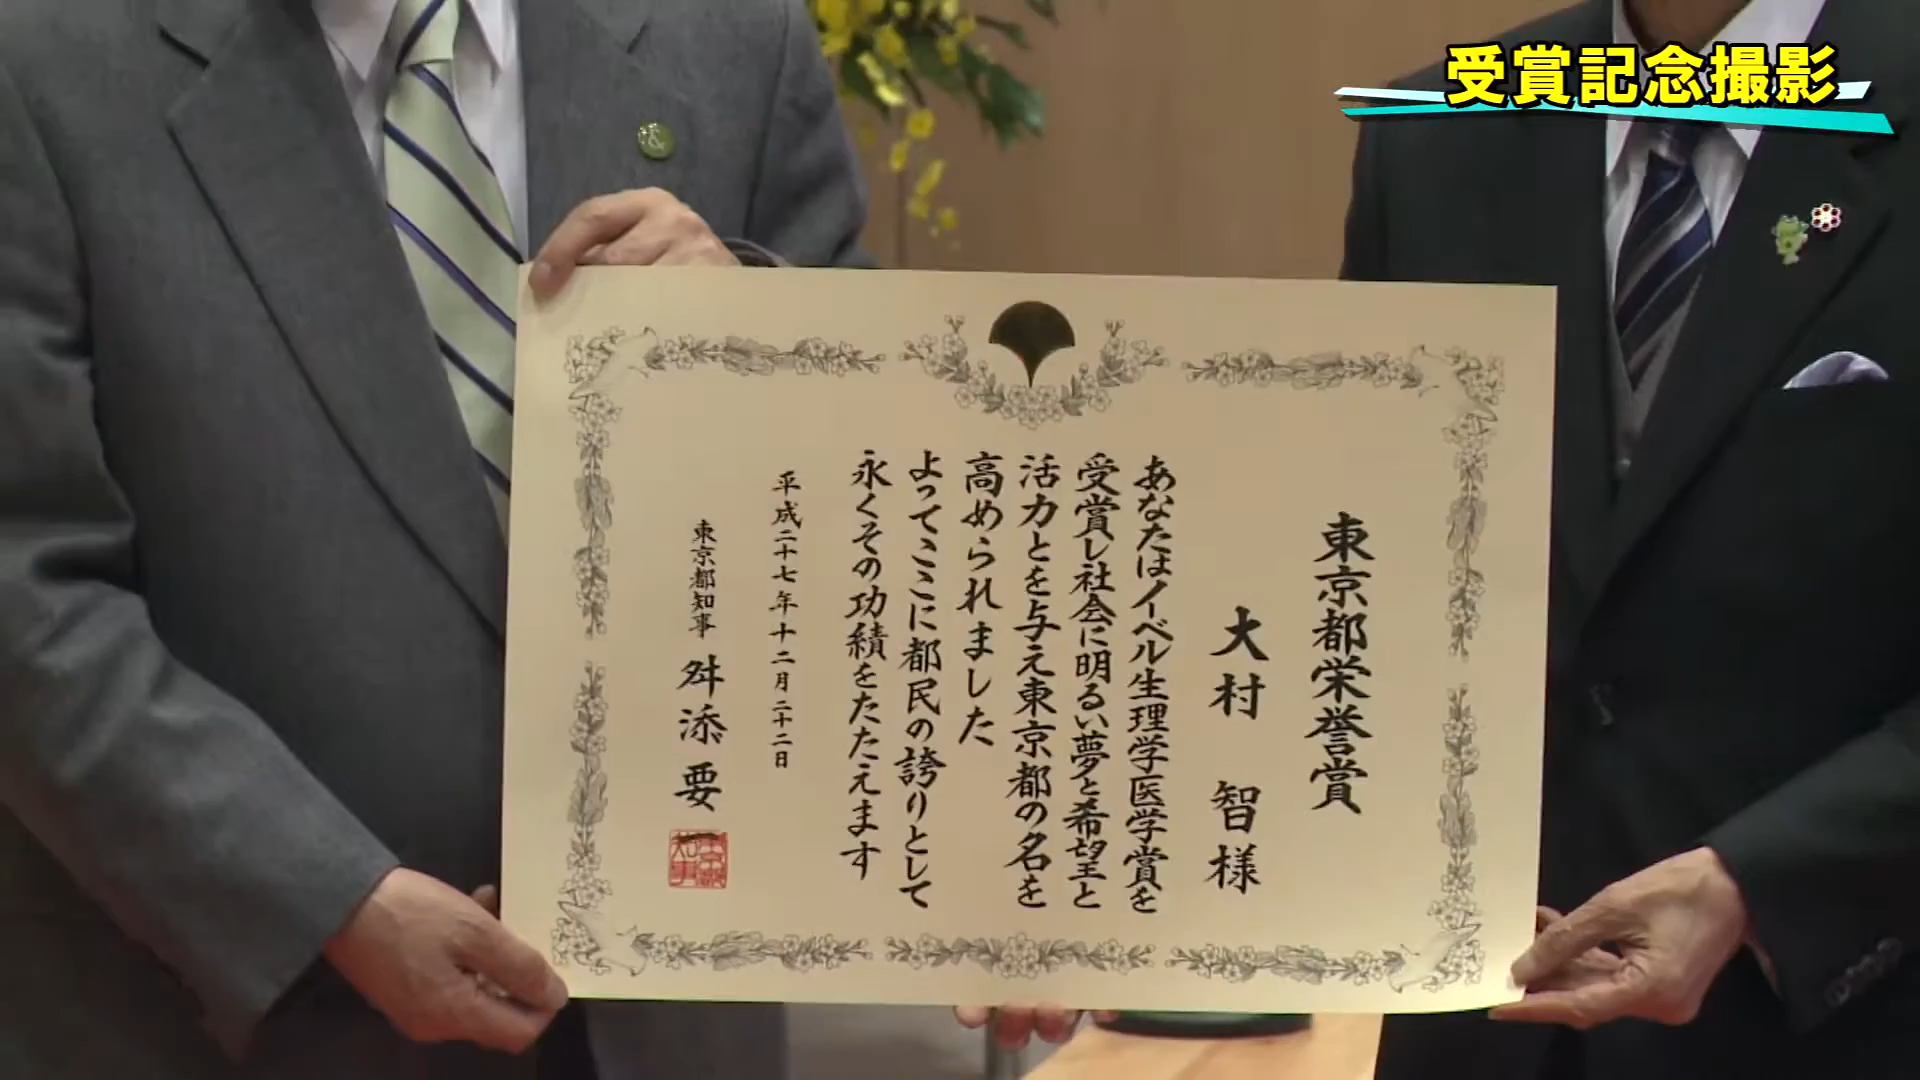 受賞記念撮影
東京都栄誉賞
大村 智様
あなたはノーベル生理学医学賞を
受賞し社会に明るい夢と希望と
活力とを与え東京都の名を
高められました
よってここに都民の誇りとして
永くその功績をたたえます
平成二十七年十二月二十二日
東京都知事 舛添要一
東京都知事
&